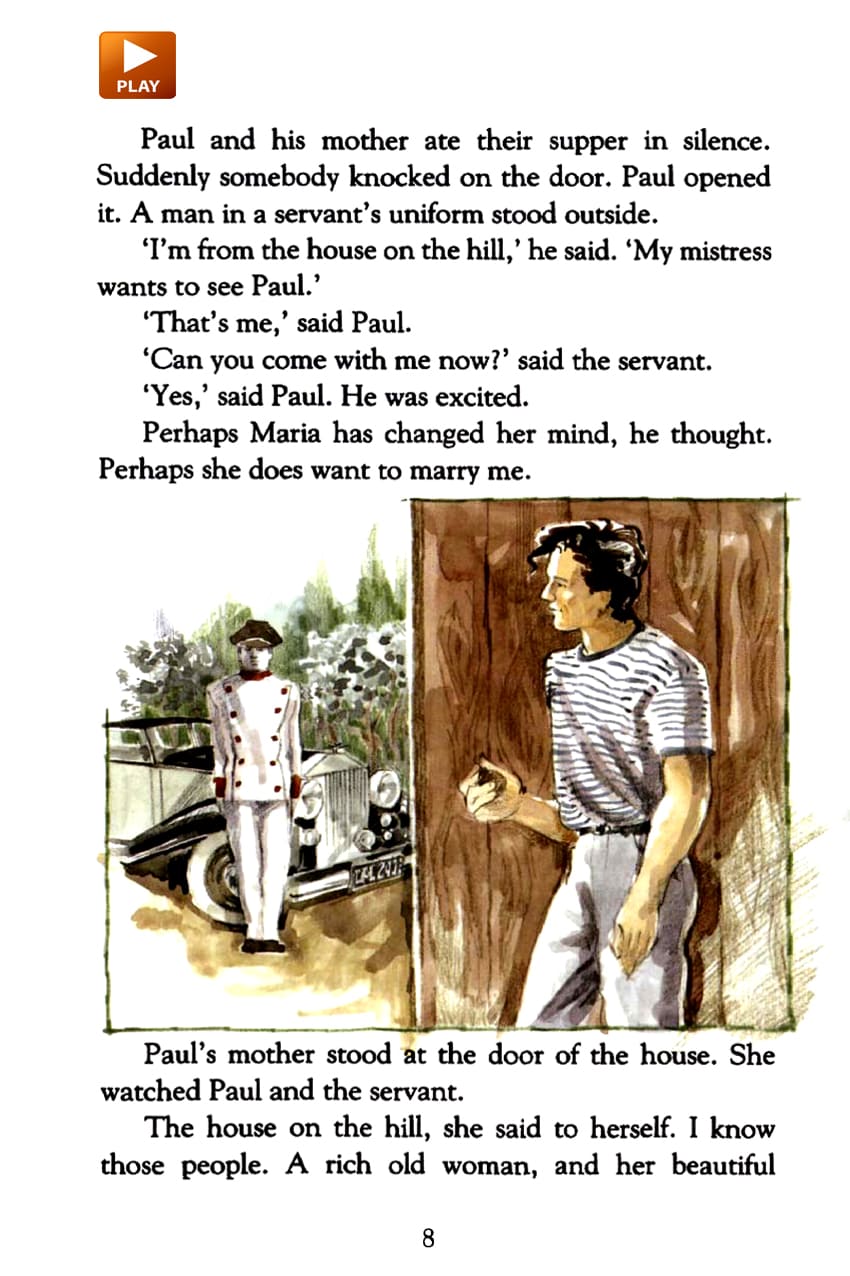 PLAY
Paul and his mother ate their supper in silence.
Suddenly somebody knocked on the door. Paul opened
it. A man in a servant’s uniform stood outside.
‘I’m from the house on the hill,’ he said. ‘My mistress
wants to see Paul.’
‘That’s me,’ said Paul.
‘Can you come with me now?’ said the servant.
‘Yes,’ said Paul. He was excited.
Perhaps Maria has changed her mind, he thought.
Perhaps she does want to marry me.
Paul’s mother stood at the door of the house. She
watched Paul and the servant.
The house on the hill, she said to herself. I know
those people. A rich old woman, and her beautiful
8